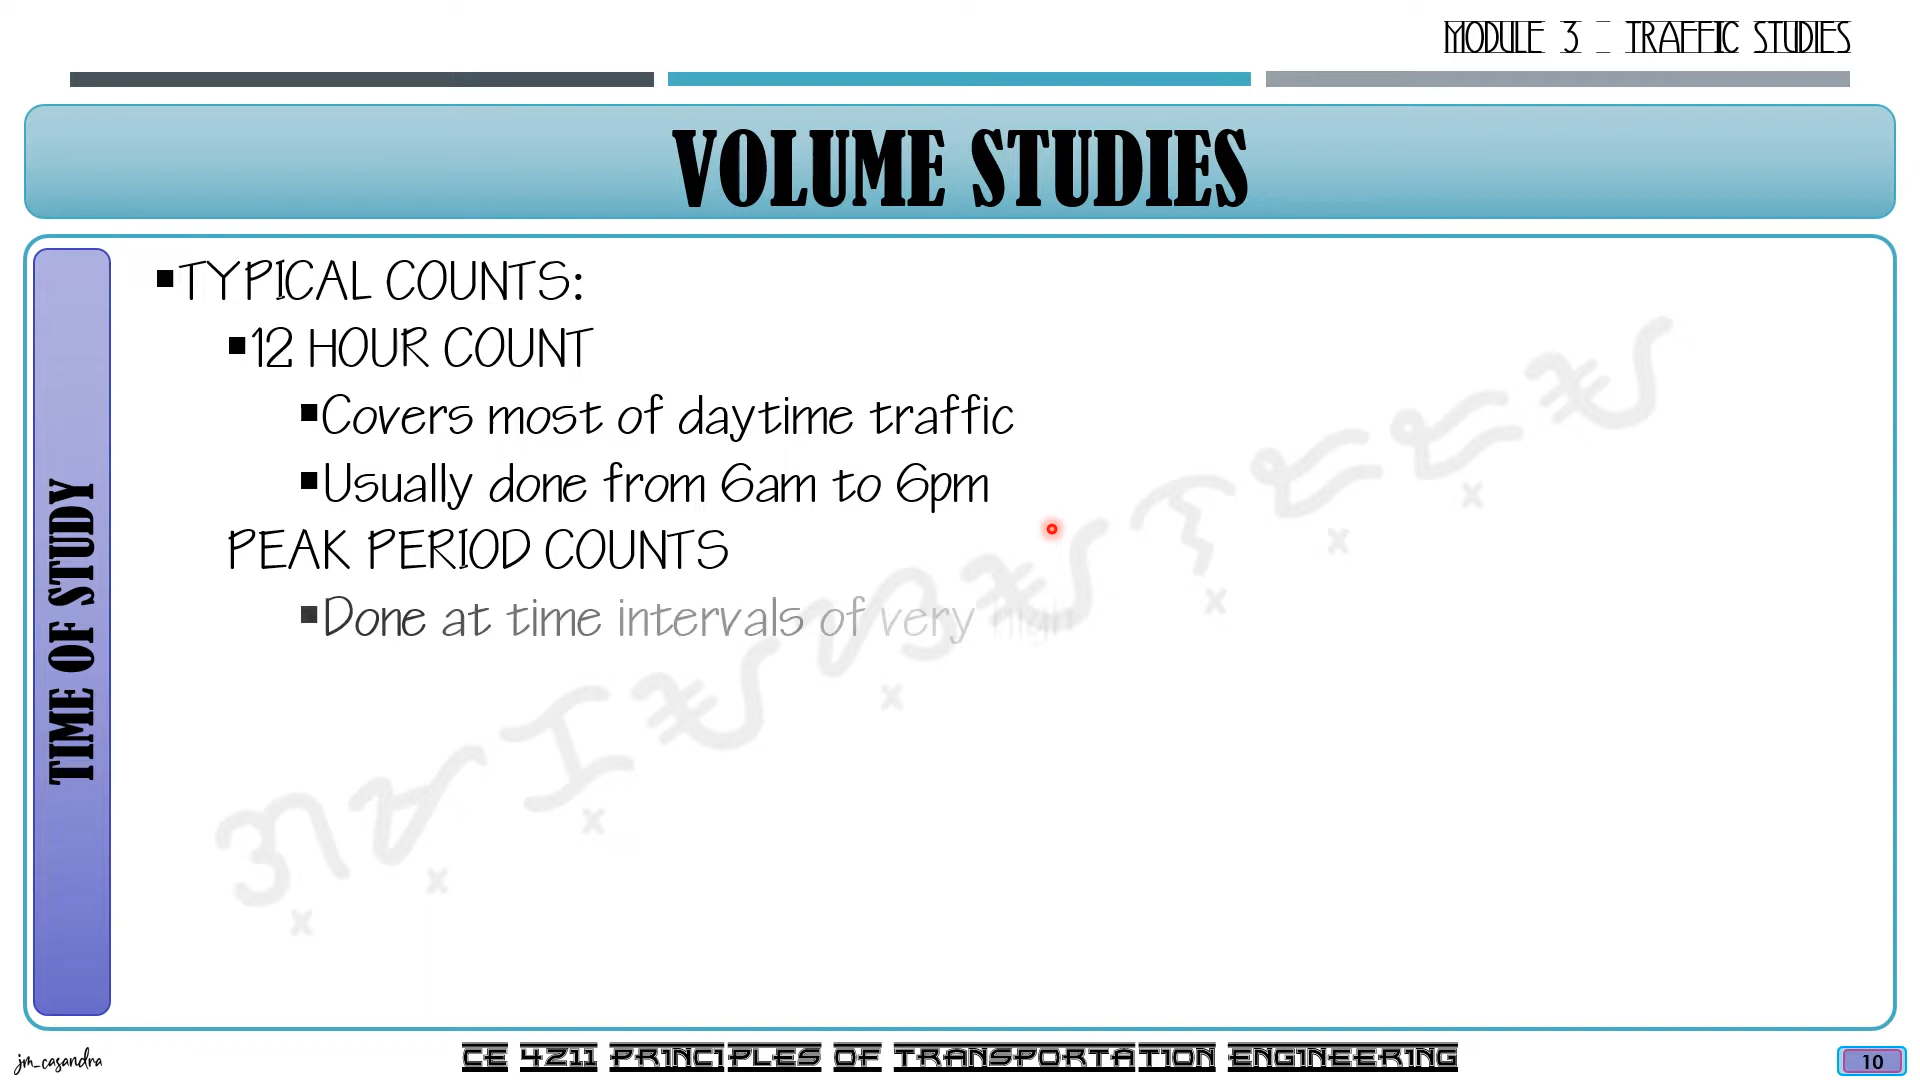 MODULE 3 - TRAFFIC STUDIES
VOLUME STUDIES
TIME OF STUDY
▪TYPICAL COUNTS:
▪12 HOUR COUNT
▪Covers most of daytime traffic
▪Usually done from 6am to 6pm
PEAK PERIOD COUNTS
▪Done at time intervals of very high
jm_casandra
CE 4211 PRINCIPLES OF TRANSPORTATION ENGINEERING
10